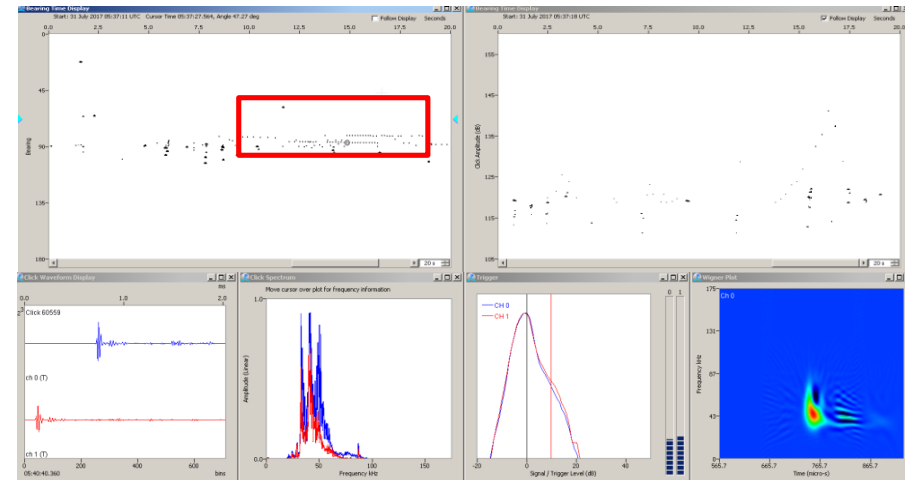 Bearing Time Display
Start: 31 July 2017 05:37:11 UTC Cursor Time 05:37:27.564, Angle 47.27 deg
Follow Display Seconds
0.0 2.5 5.0 7.5 10.0 12.5 15.0 17.5 20.0
0
45
90
135
180
Bearing
20 s
Bearing Time Display
Start: 31 July 2017 05:37:18 UTC
Follow Display Seconds
0.0 2.5 5.0 7.5 10.0 12.5 15.0 17.5 20.0
155
145
135
125
115
Click Amplitude (dB)
20 s
Click Waveform Display
ms
0.0 1.0 2.0
Click 60559
ch 0 (T)
ch 1 (T)
05:40:40.360
0 200 400 600
bins
Click Spectrum
Move cursor over plot for frequency information
1.0
Amplitude (Linear)
0.0
0 50 100 150
Frequency kHz
Trigger
CH 0
CH 1
0 1
-20 0 20 40
Signal / Trigger Level (dB)
Wigner Plot
Ch 0
175
131
87
43
0
Frequency kHz
565.7 665.7 765.7 865.7
Time (micro-s)